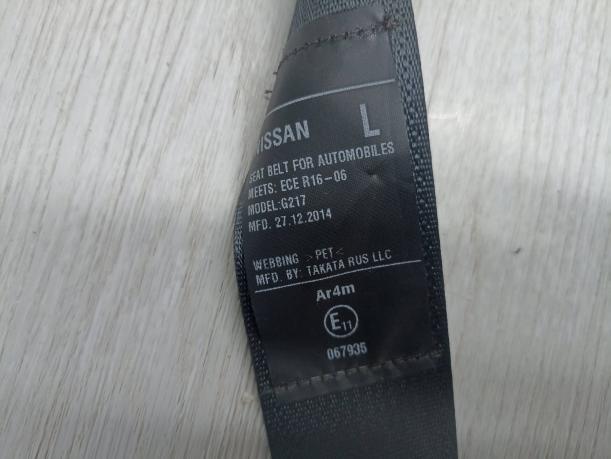 NISSAN L
SEAT BELT FOR AUTOMOBILES
MEETS: ECE R16-06
MODEL:G217
MFD. 27.12.2014
WEBBING >PET<
MFD. BY: TAKATA RUS LLC
Ar4m
E11
067935